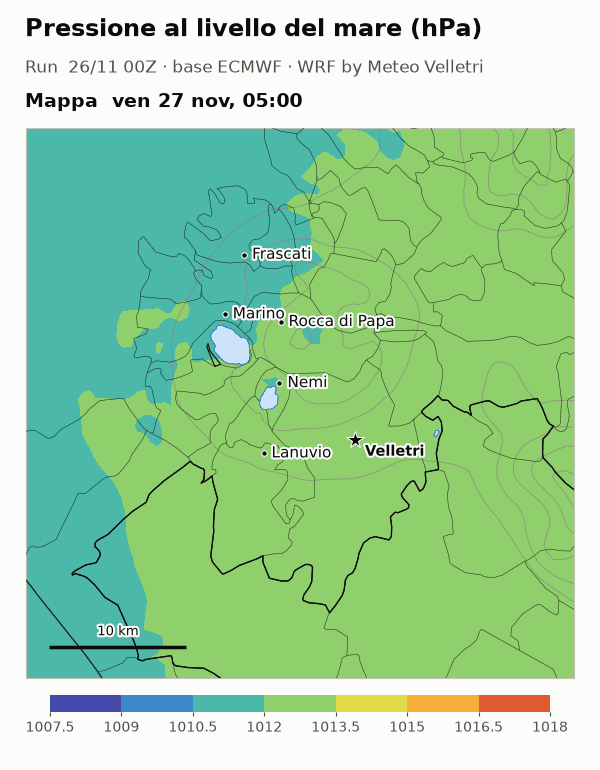 Pressione al livello del mare (hPa)
Run  26/11 00Z · base ECMWF · WRF by Meteo Velletri
Mappa  ven 27 nov, 05:00
Frascati
Marino
Rocca di Papa
Nemi
Velletri
Lanuvio
10 km
1007.5 1009 1010.5 1012 1013.5 1015 1016.5 1018